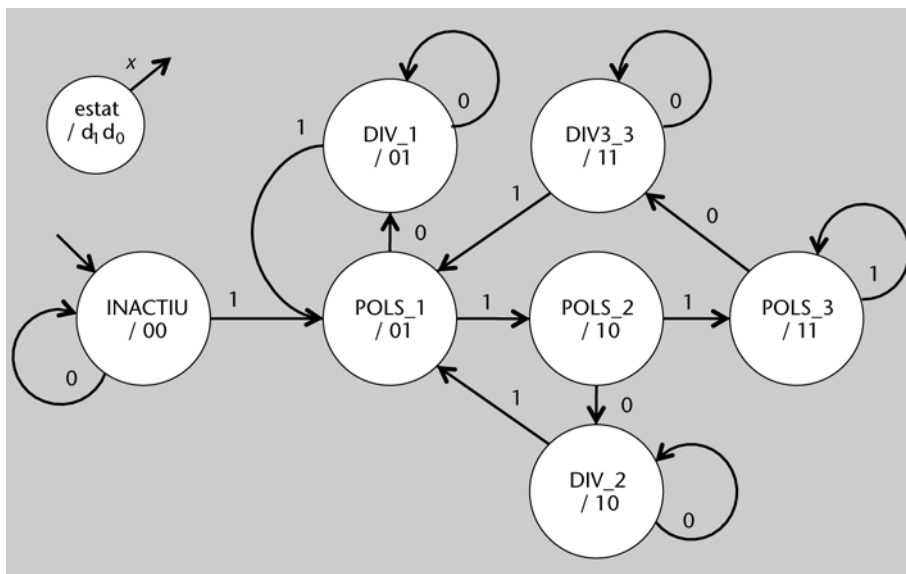 x
estat
/ d1 d0
0
1
DIV_1
/ 01
0
DIV3_3
/ 11
1
0
0
INACTIU
/ 00
1
POLS_1
/ 01
1
POLS_2
/ 10
1
POLS_3
/ 11
1
0
1
0
DIV_2
/ 10
0